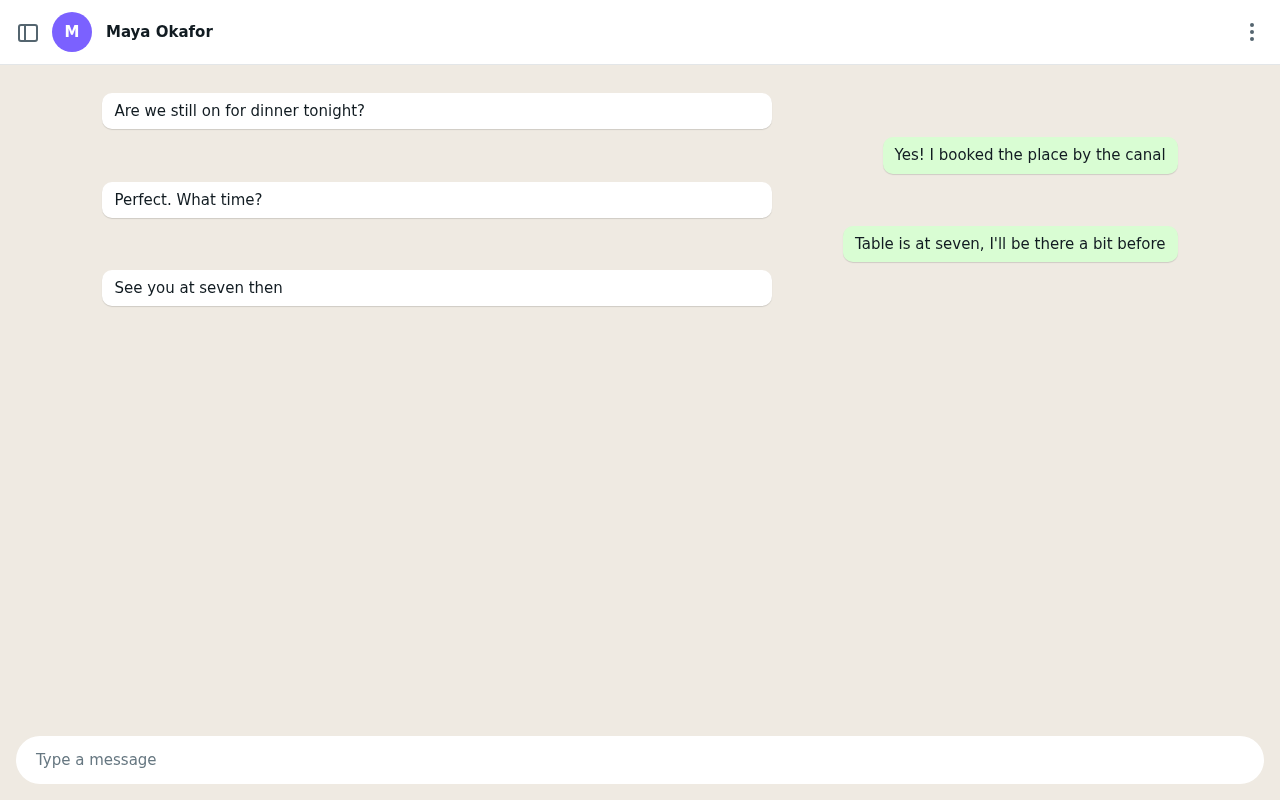 M
Maya Okafor
Are we still on for dinner tonight?
Yes! I booked the place by the canal
Perfect. What time?
Table is at seven, I'll be there a bit before
See you at seven then
Type a message